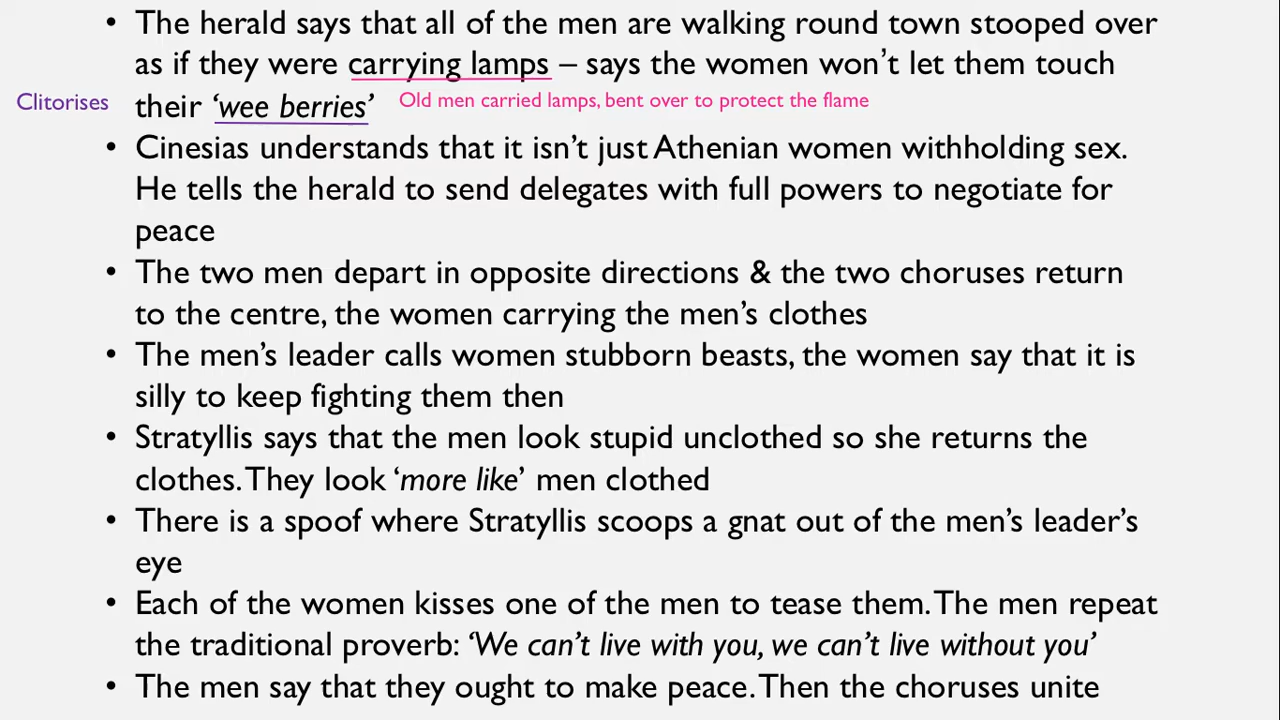 • The herald says that all of the men are walking round town stooped over
as if they were carrying lamps – says the women won’t let them touch
Clitorises their ‘wee berries’ Old men carried lamps, bent over to protect the flame
• Cinesias understands that it isn’t just Athenian women withholding sex.
He tells the herald to send delegates with full powers to negotiate for
peace
• The two men depart in opposite directions & the two choruses return
to the centre, the women carrying the men’s clothes
• The men’s leader calls women stubborn beasts, the women say that it is
silly to keep fighting them then
• Stratyllis says that the men look stupid unclothed so she returns the
clothes. They look ‘more like’ men clothed
• There is a spoof where Stratyllis scoops a gnat out of the men’s leader’s
eye
• Each of the women kisses one of the men to tease them. The men repeat
the traditional proverb: ‘We can’t live with you, we can’t live without you’
• The men say that they ought to make peace. Then the choruses unite